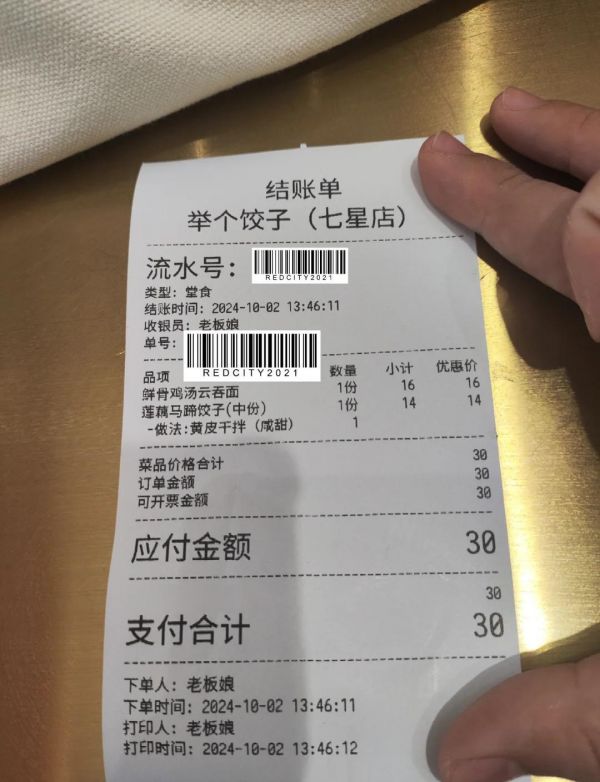 结账单
举个饺子（七星店）
流水号：
REDCITY2021
类型：堂食
结账时间：2024-10-02 13:46:11
收银员：老板娘
单号：
REDCITY2021
品项 数量 小计 优惠价
鲜骨鸡汤云吞面 1份 16 16
莲藕马蹄饺子(中份) 1份 14 14
-做法:黄皮干拌（咸甜） 1
菜品价格合计 30
订单金额 30
可开票金额 30
应付金额 30
30
支付合计 30
下单人：老板娘
下单时间：2024-10-02 13:46:11
打印人：老板娘
打印时间：2024-10-02 13:46:12